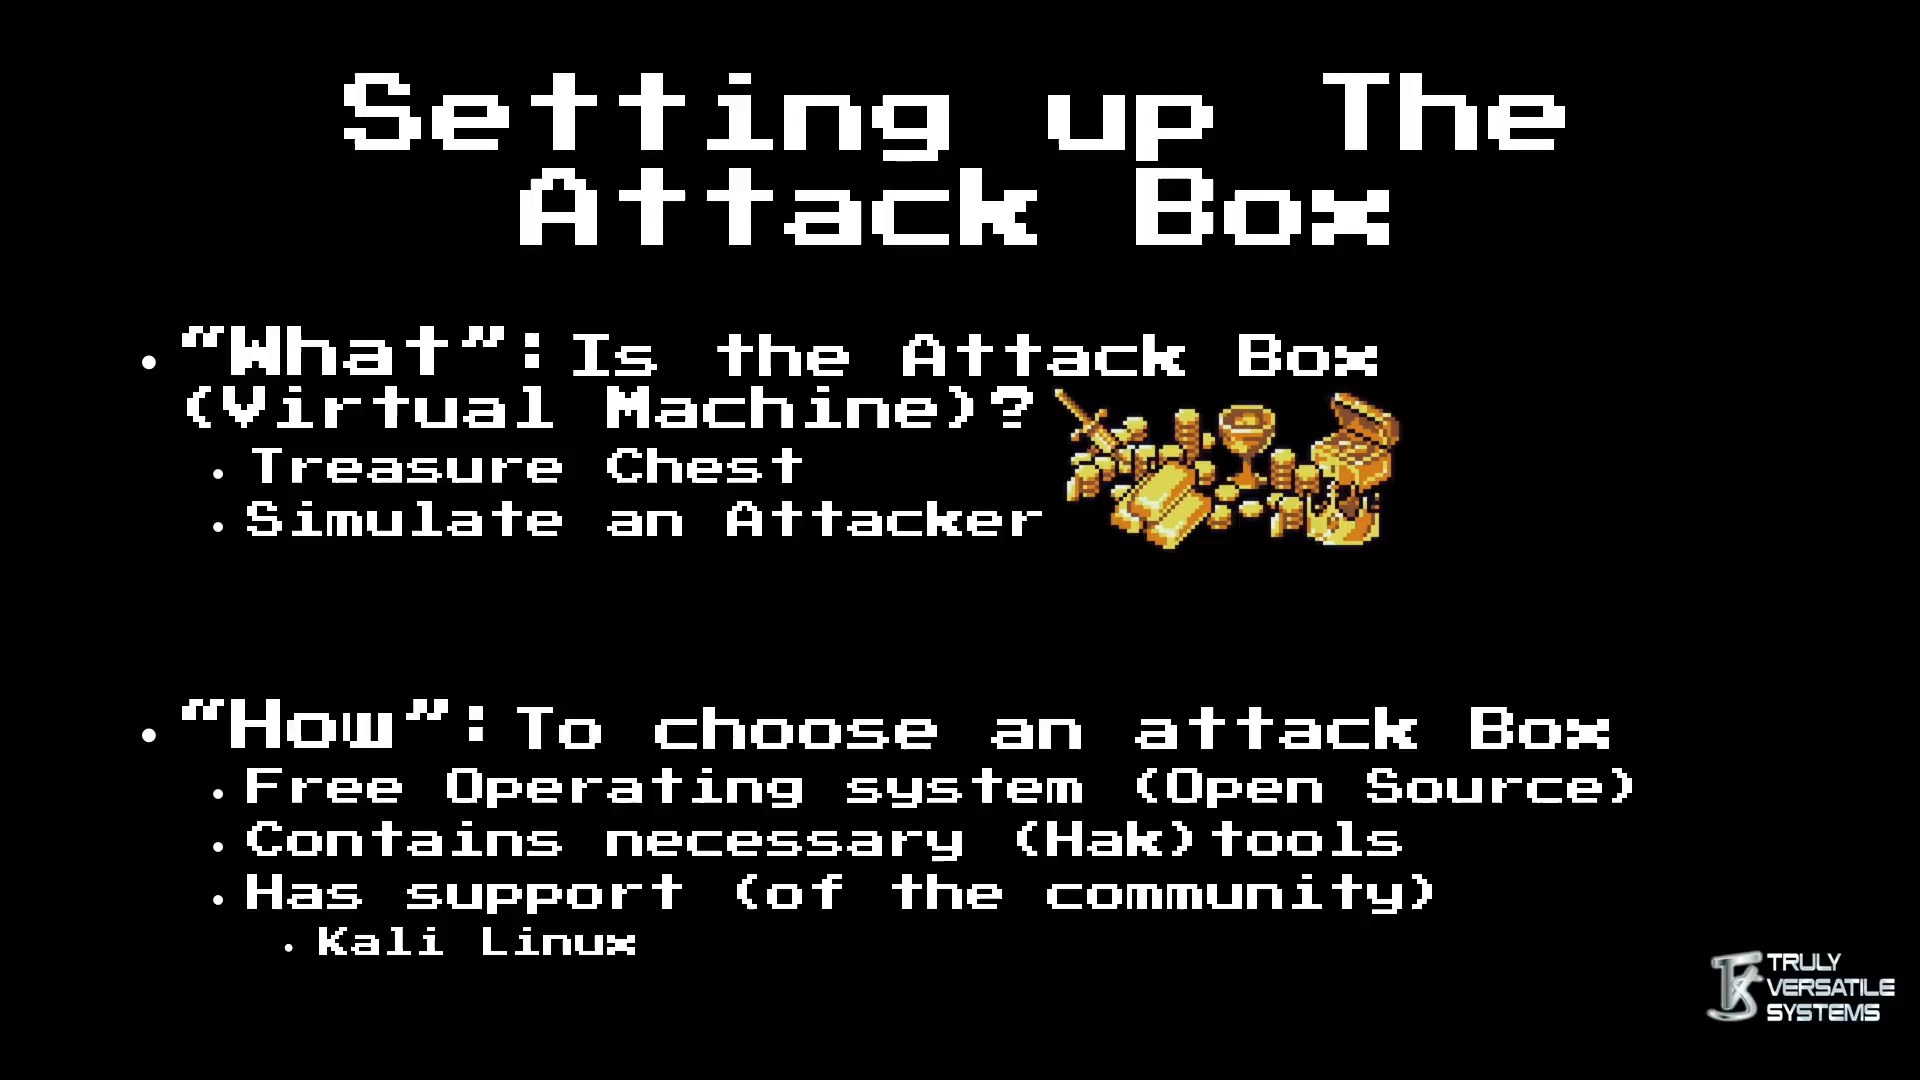 Setting up The
Attack Box
• “What”: Is the Attack Box
(Virtual Machine)?
• Treasure Chest
• Simulate an Attacker
• “How”: To choose an attack Box
• Free Operating system (Open Source)
• Contains necessary (Hak)tools
• Has support (of the community)
• Kali Linux
TRULY
VERSATILE
SYSTEMS